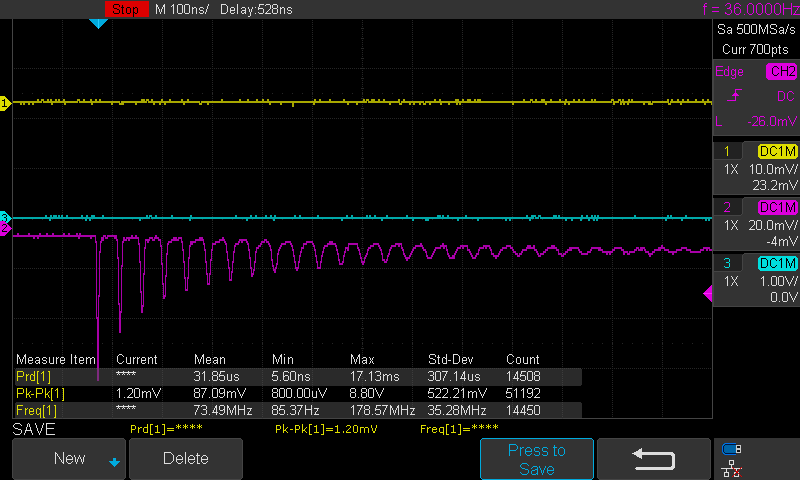 Stop M 100ns/ Delay:528ns f = 36.0000Hz
Sa 500MSa/s
Curr 700pts
Edge CH2
DC
L -26.0mV
1 DC1M
1X 10.0mV/
23.2mV
2 DC1M
1X 20.0mV/
-4mV
3 DC1M
1X 1.00V/
0.0V
1
3
2
Measure Item Current Mean Min Max Std-Dev Count
Prd[1] **** 31.85us 5.60ns 17.13ms 307.14us 14508
Pk-Pk[1] 1.20mV 87.09mV 800.00uV 8.80V 522.21mV 51192
Freq[1] **** 73.49MHz 85.37Hz 178.57MHz 35.28MHz 14450
SAVE Prd[1]=**** Pk-Pk[1]=1.20mV Freq[1]=****
New Delete Press to
Save